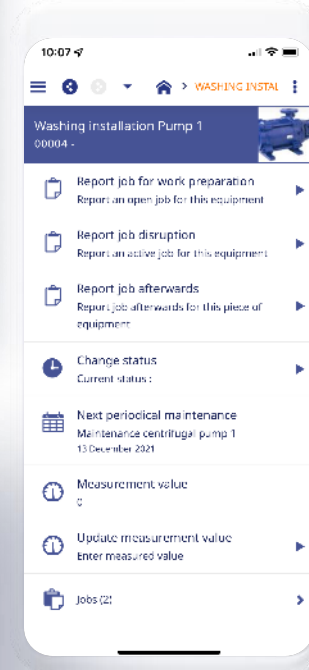 10:07
WASHING INSTAL
Washing installation Pump 1
00004 -
Report job for work preparation
Report an open job for this equipment
Report job disruption
Report an active job for this equipment
Report job afterwards
Report job afterwards for this piece of
equipment
Change status
Current status :
Next periodical maintenance
Maintenance centrifugal pump 1
13 December 2021
Measurement value
0
Update measurement value
Enter measured value
Jobs (2)